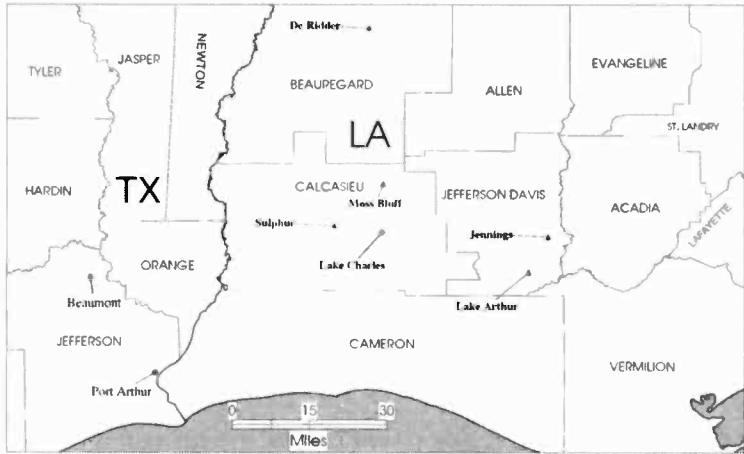 De Ridder
JASPER
NEWTON
TYLER
BEAUREGARD
EVANGELINE
ALLEN
ST. LANDRY
LA
TX
HARDIN
CALCASIEU
JEFFERSON DAVIS
Moss Bluff
ACADIA
LAFAYETTE
Sulphur
Jennings
ORANGE
Lake Charles
Beaumont
Lake Arthur
JEFFERSON
CAMERON
VERMILION
Port Arthur
0 15 30
Miles